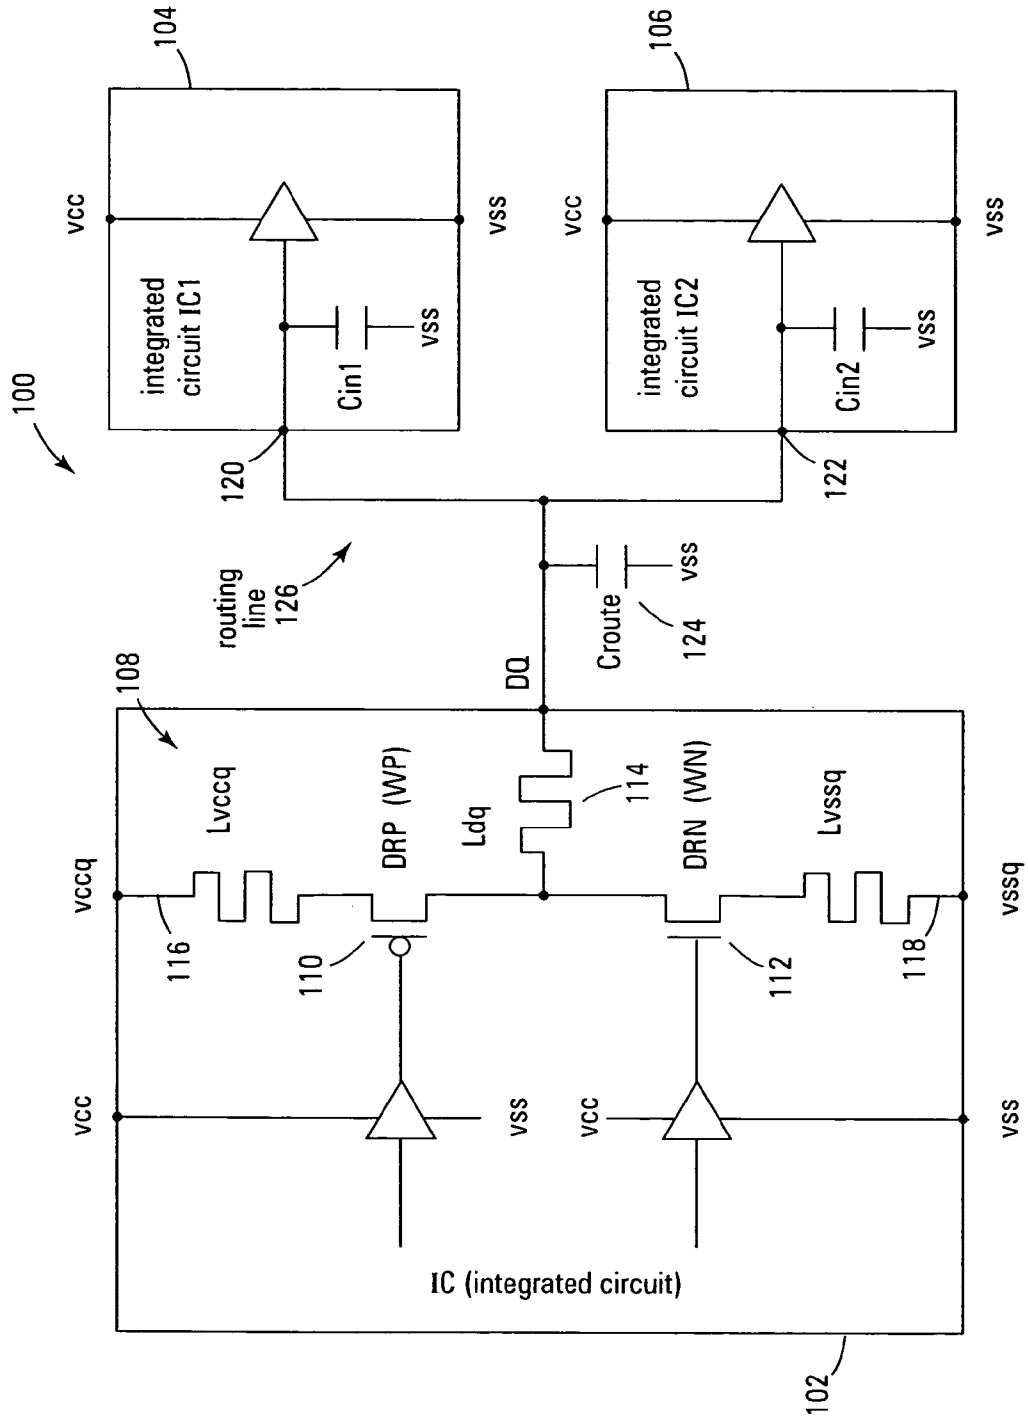 100
104
vcc
integrated
circuit IC1
Cin1
vss
vss
120
106
vcc
integrated
circuit IC2
Cin2
vss
vss
122
routing
line
126
DQ
Croute
vss
124
108
vccq
Lvccq
116
DRP (WP)
110
Ldq
114
DRN (WN)
112
Lvssq
118
vssq
vcc
vss
vcc
vss
IC (integrated circuit)
102